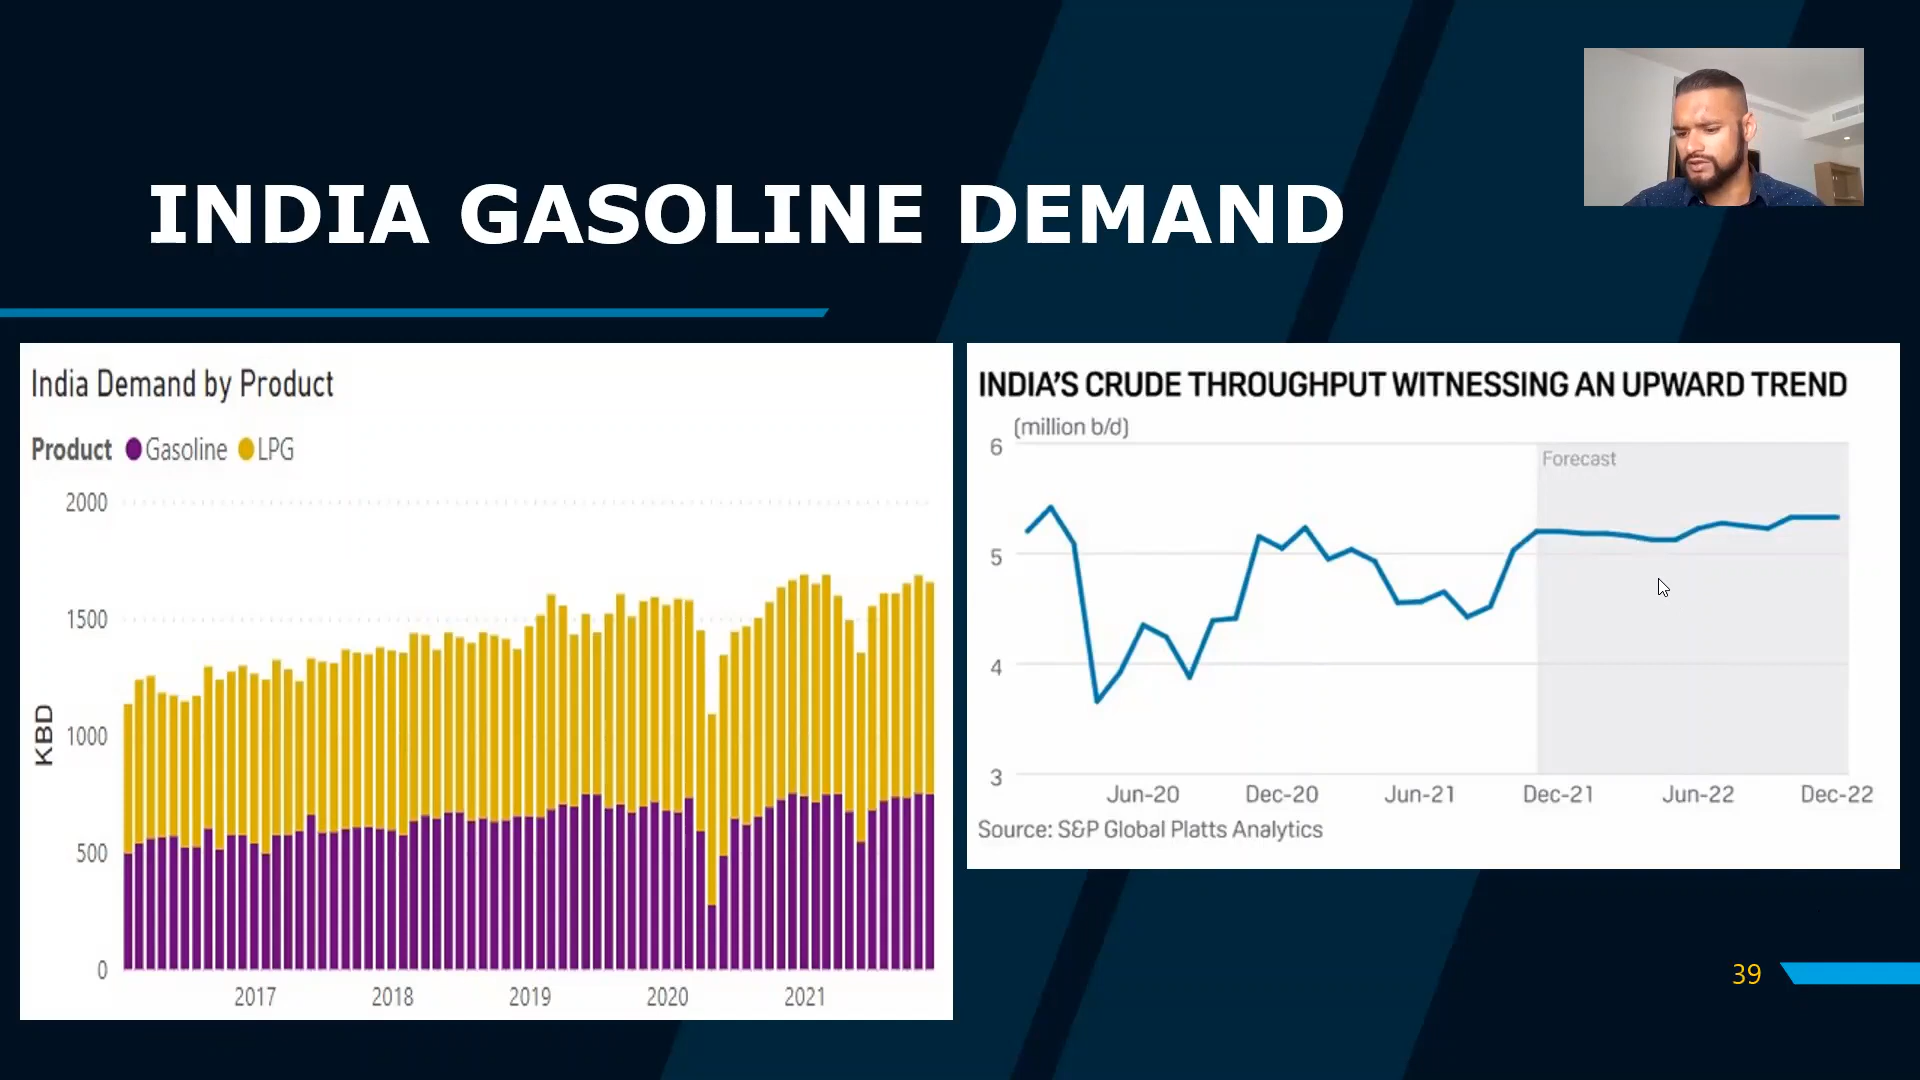 INDIA GASOLINE DEMAND
India Demand by Product
Product Gasoline LPG
2000
1500
1000
500
0
KBD
2017 2018 2019 2020 2021
INDIA'S CRUDE THROUGHPUT WITNESSING AN UPWARD TREND
(million b/d)
6
Forecast
5
4
3
Jun-20 Dec-20 Jun-21 Dec-21 Jun-22 Dec-22
Source: S&P Global Platts Analytics
39